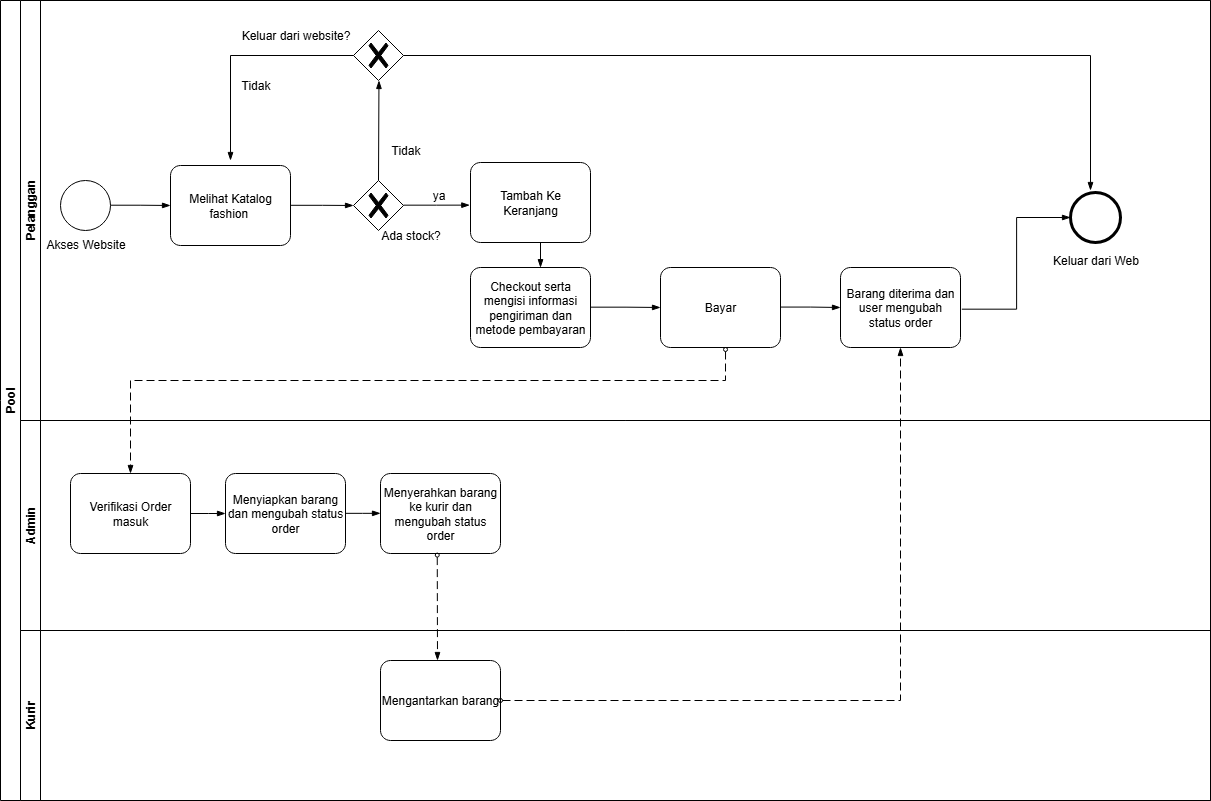 Pool
Pelanggan
Keluar dari website?
Tidak
Tidak
Akses Website
Melihat Katalog
fashion
ya
Ada stock?
Tambah Ke
Keranjang
Checkout serta
mengisi informasi
pengiriman dan
metode pembayaran
Bayar
Barang diterima dan
user mengubah
status order
Keluar dari Web
Admin
Verifikasi Order
masuk
Menyiapkan barang
dan mengubah status
order
Menyerahkan barang
ke kurir dan
mengubah status
order
Kurir
Mengantarkan barang